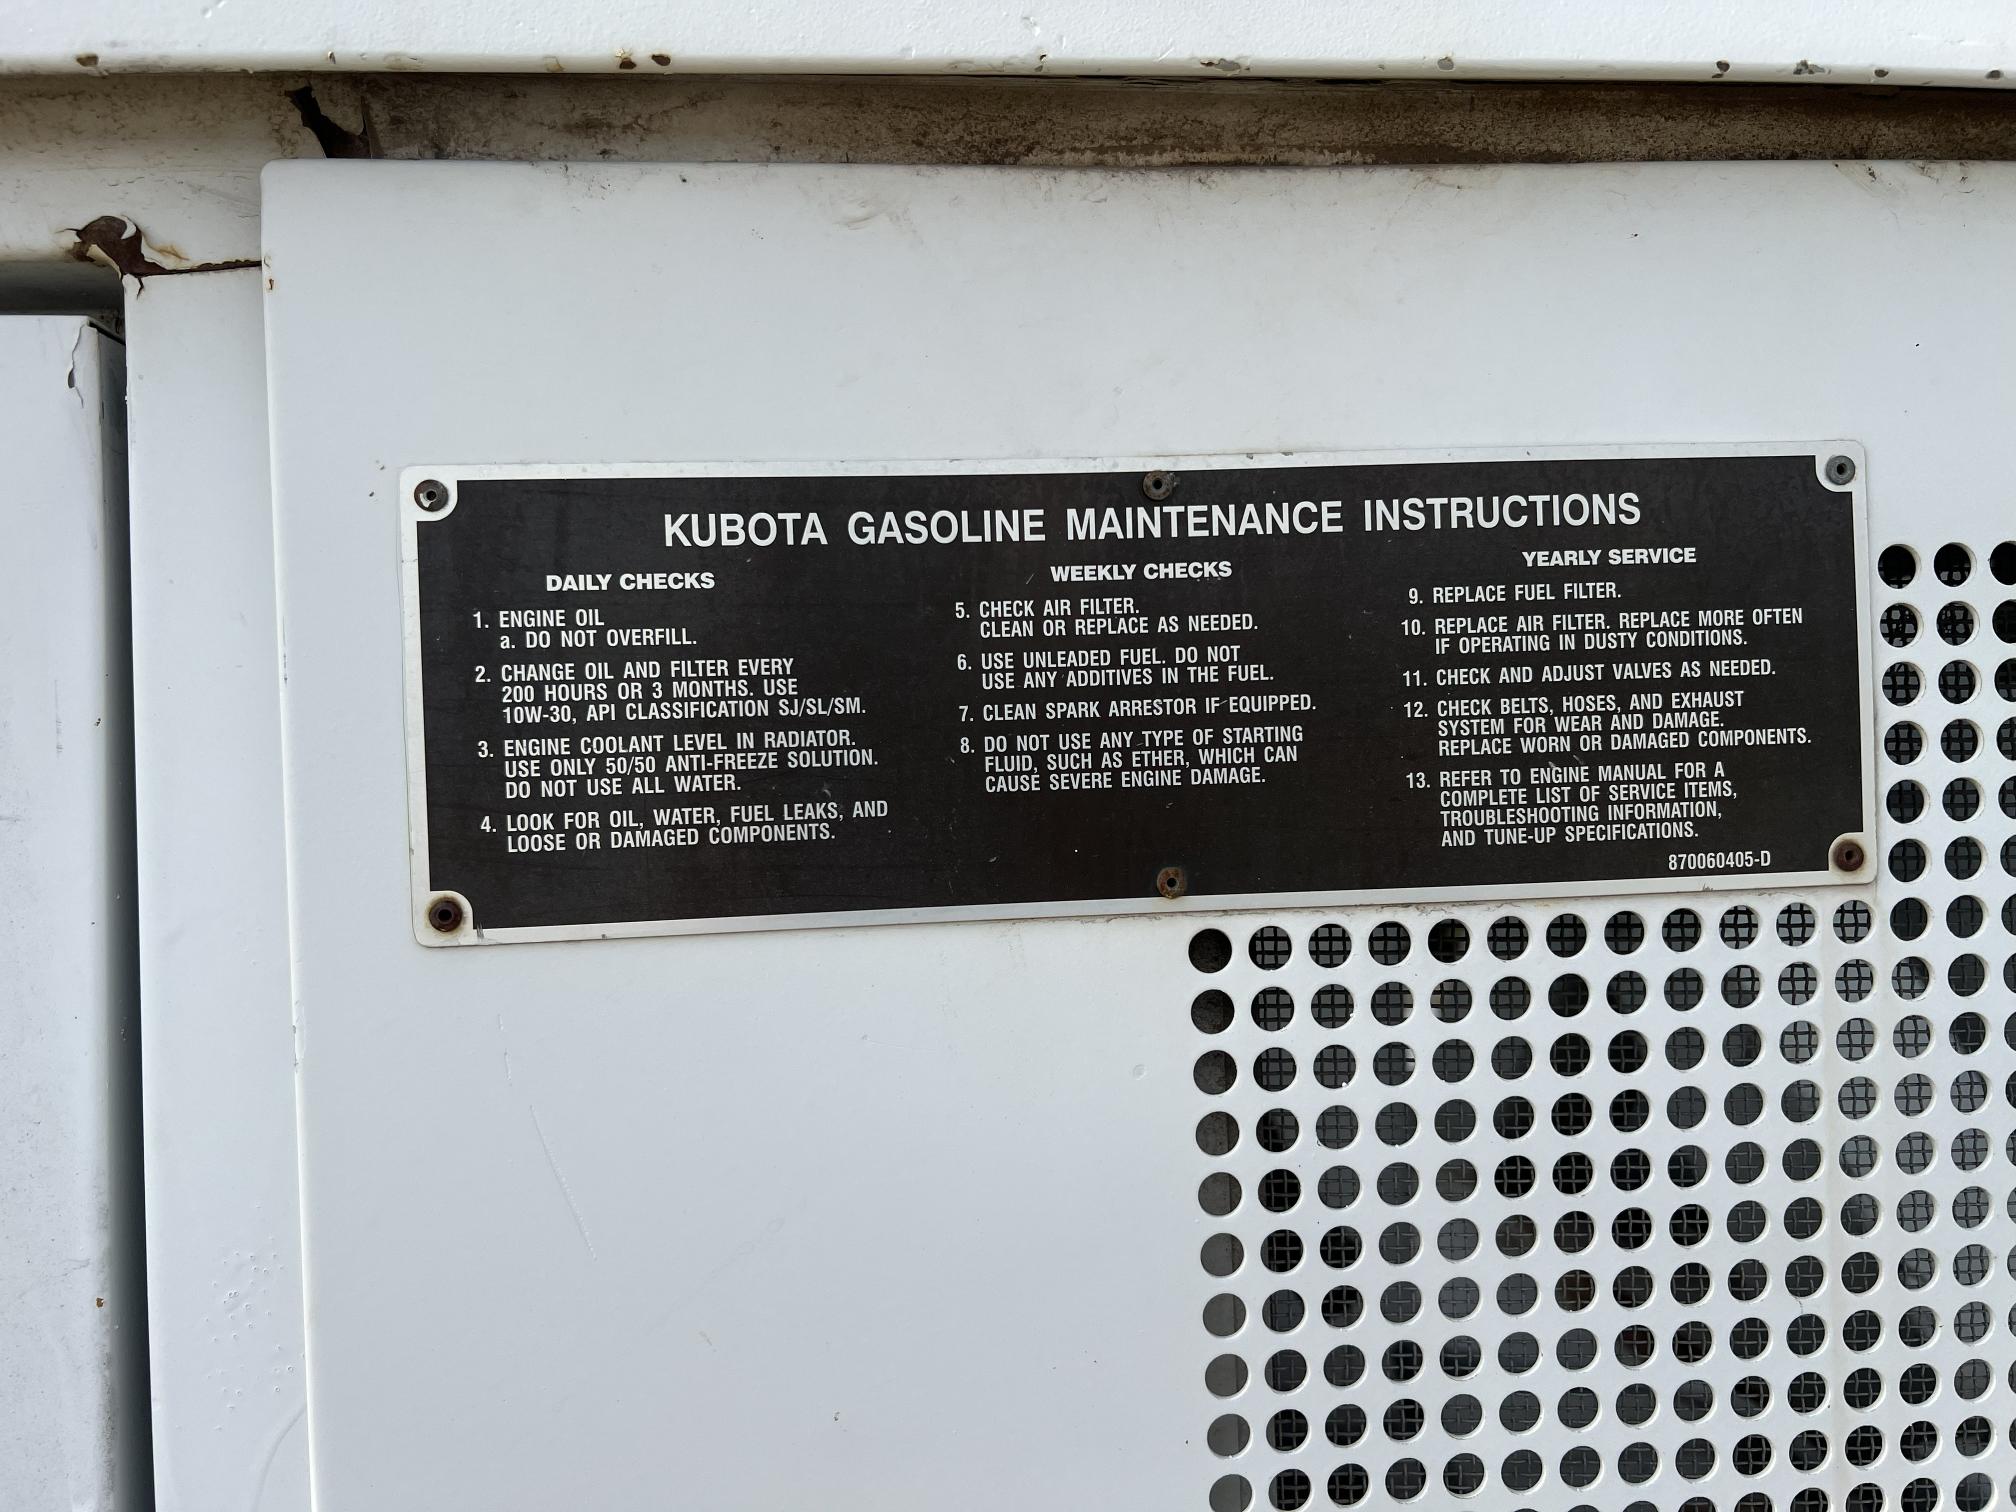 KUBOTA GASOLINE MAINTENANCE INSTRUCTIONS
DAILY CHECKS
1. ENGINE OIL
a. DO NOT OVERFILL.
2. CHANGE OIL AND FILTER EVERY
200 HOURS OR 3 MONTHS. USE
10W-30, API CLASSIFICATION SJ/SL/SM.
3. ENGINE COOLANT LEVEL IN RADIATOR.
USE ONLY 50/50 ANTI-FREEZE SOLUTION.
DO NOT USE ALL WATER.
4. LOOK FOR OIL, WATER, FUEL LEAKS, AND
LOOSE OR DAMAGED COMPONENTS.
WEEKLY CHECKS
5. CHECK AIR FILTER.
CLEAN OR REPLACE AS NEEDED.
6. USE UNLEADED FUEL. DO NOT
USE ANY ADDITIVES IN THE FUEL.
7. CLEAN SPARK ARRESTOR IF EQUIPPED.
8. DO NOT USE ANY TYPE OF STARTING
FLUID, SUCH AS ETHER, WHICH CAN
CAUSE SEVERE ENGINE DAMAGE.
YEARLY SERVICE
9. REPLACE FUEL FILTER.
10. REPLACE AIR FILTER. REPLACE MORE OFTEN
IF OPERATING IN DUSTY CONDITIONS.
11. CHECK AND ADJUST VALVES AS NEEDED.
12. CHECK BELTS, HOSES, AND EXHAUST
SYSTEM FOR WEAR AND DAMAGE.
REPLACE WORN OR DAMAGED COMPONENTS.
13. REFER TO ENGINE MANUAL FOR A
COMPLETE LIST OF SERVICE ITEMS,
TROUBLESHOOTING INFORMATION,
AND TUNE-UP SPECIFICATIONS.
870060405-D